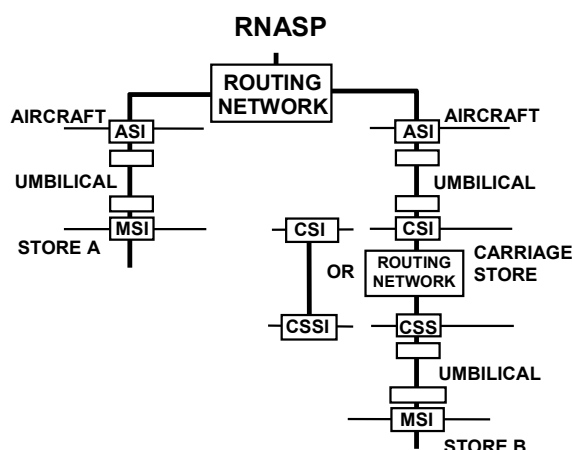 RNASP
ROUTING
NETWORK
AIRCRAFT
ASI
UMBILICAL
MSI
STORE A
AIRCRAFT
ASI
UMBILICAL
CSI
CSI
CARRIAGE
STORE
OR
ROUTING
NETWORK
CSSI
CSS
UMBILICAL
MSI
STORE B